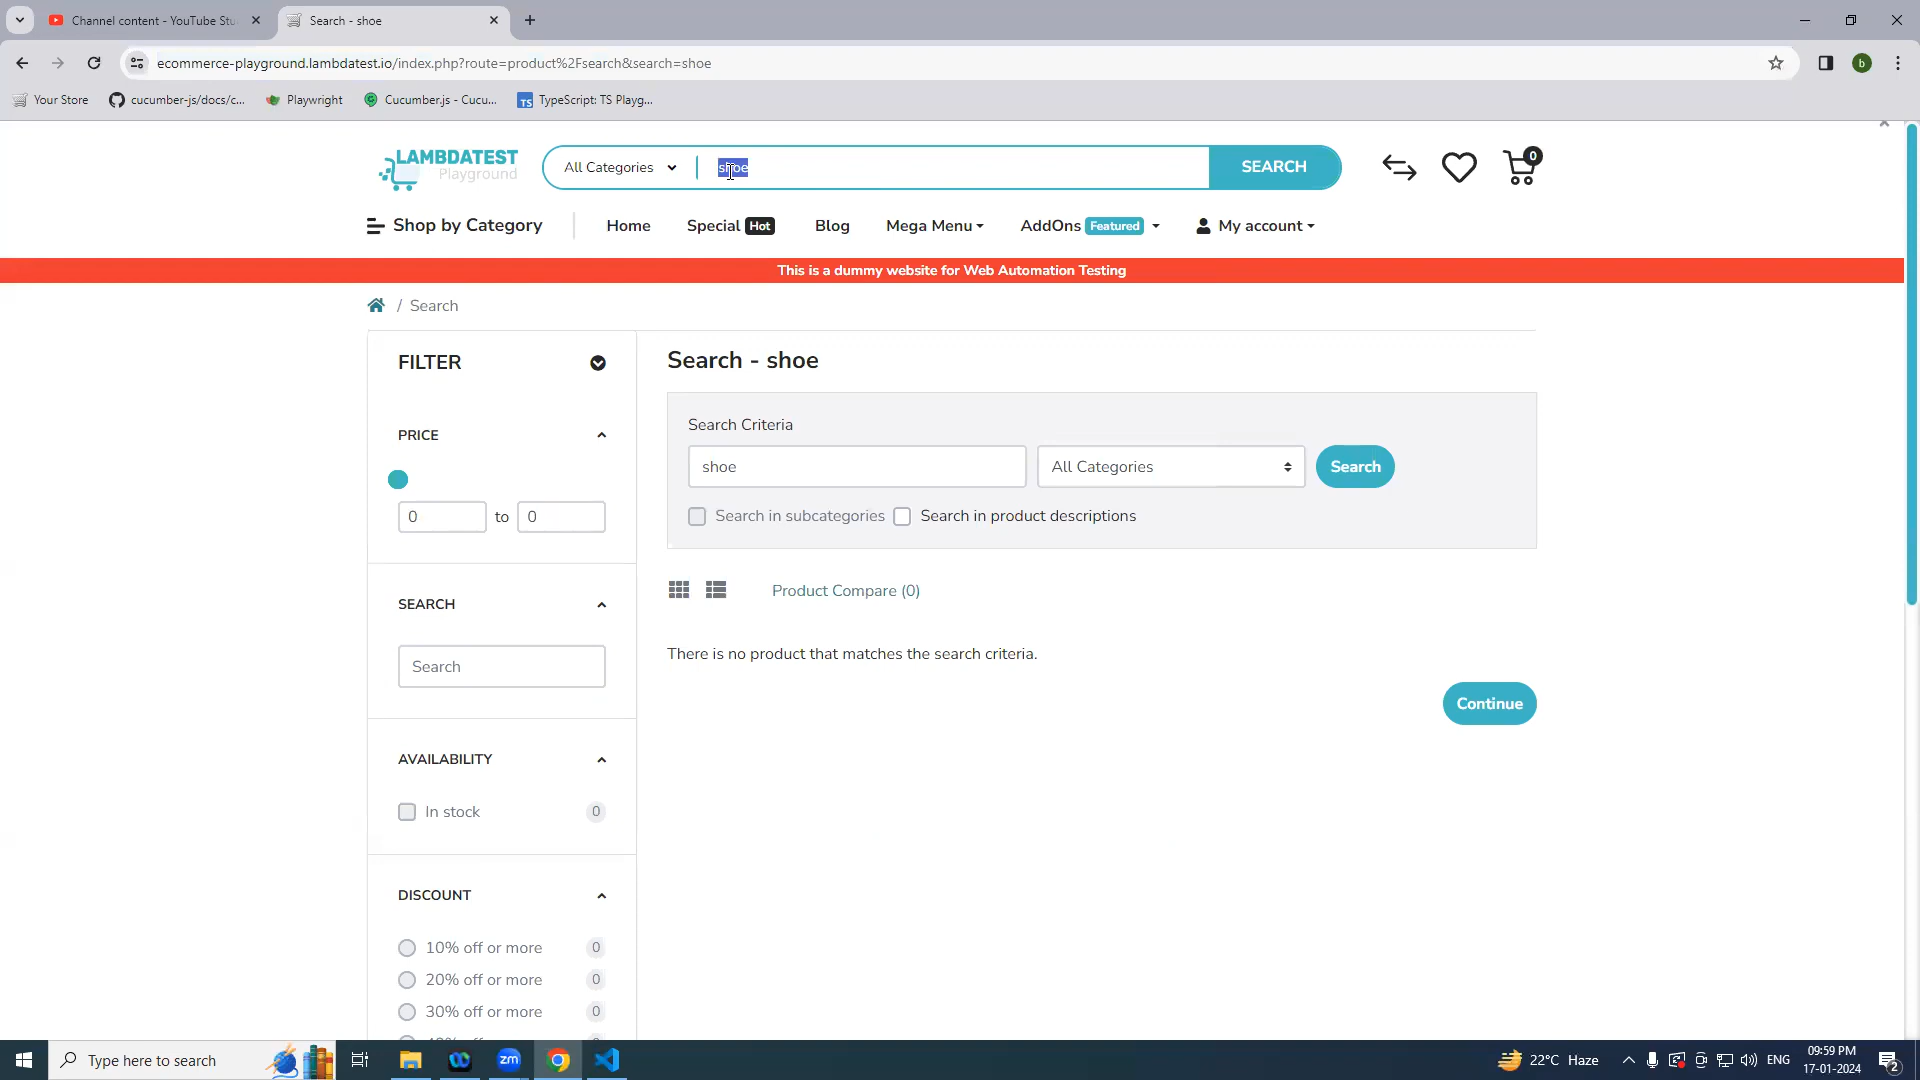 Channel content - YouTube Stu
Search - shoe
ecommerce-playground.lambdatest.io/index.php?route=product%2Fsearch&search=shoe
b
Your Store
cucumber-js/docs/c...
Playwright
Cucumber.js - Cucu...
TS
TypeScript: TS Playg...
LAMBDATEST
Playground
All Categories
shoe
SEARCH
0
Shop by Category
Home
Special Hot
Blog
Mega Menu
AddOns Featured
My account
This is a dummy website for Web Automation Testing
/ Search
FILTER
PRICE
0 to 0
SEARCH
Search
AVAILABILITY
In stock 0
DISCOUNT
10% off or more 0
20% off or more 0
30% off or more 0
Search - shoe
Search Criteria
shoe
All Categories
Search
Search in subcategories
Search in product descriptions
Product Compare (0)
There is no product that matches the search criteria.
Continue
Type here to search
zm
22°C Haze
ENG
09:59 PM
17-01-2024
2